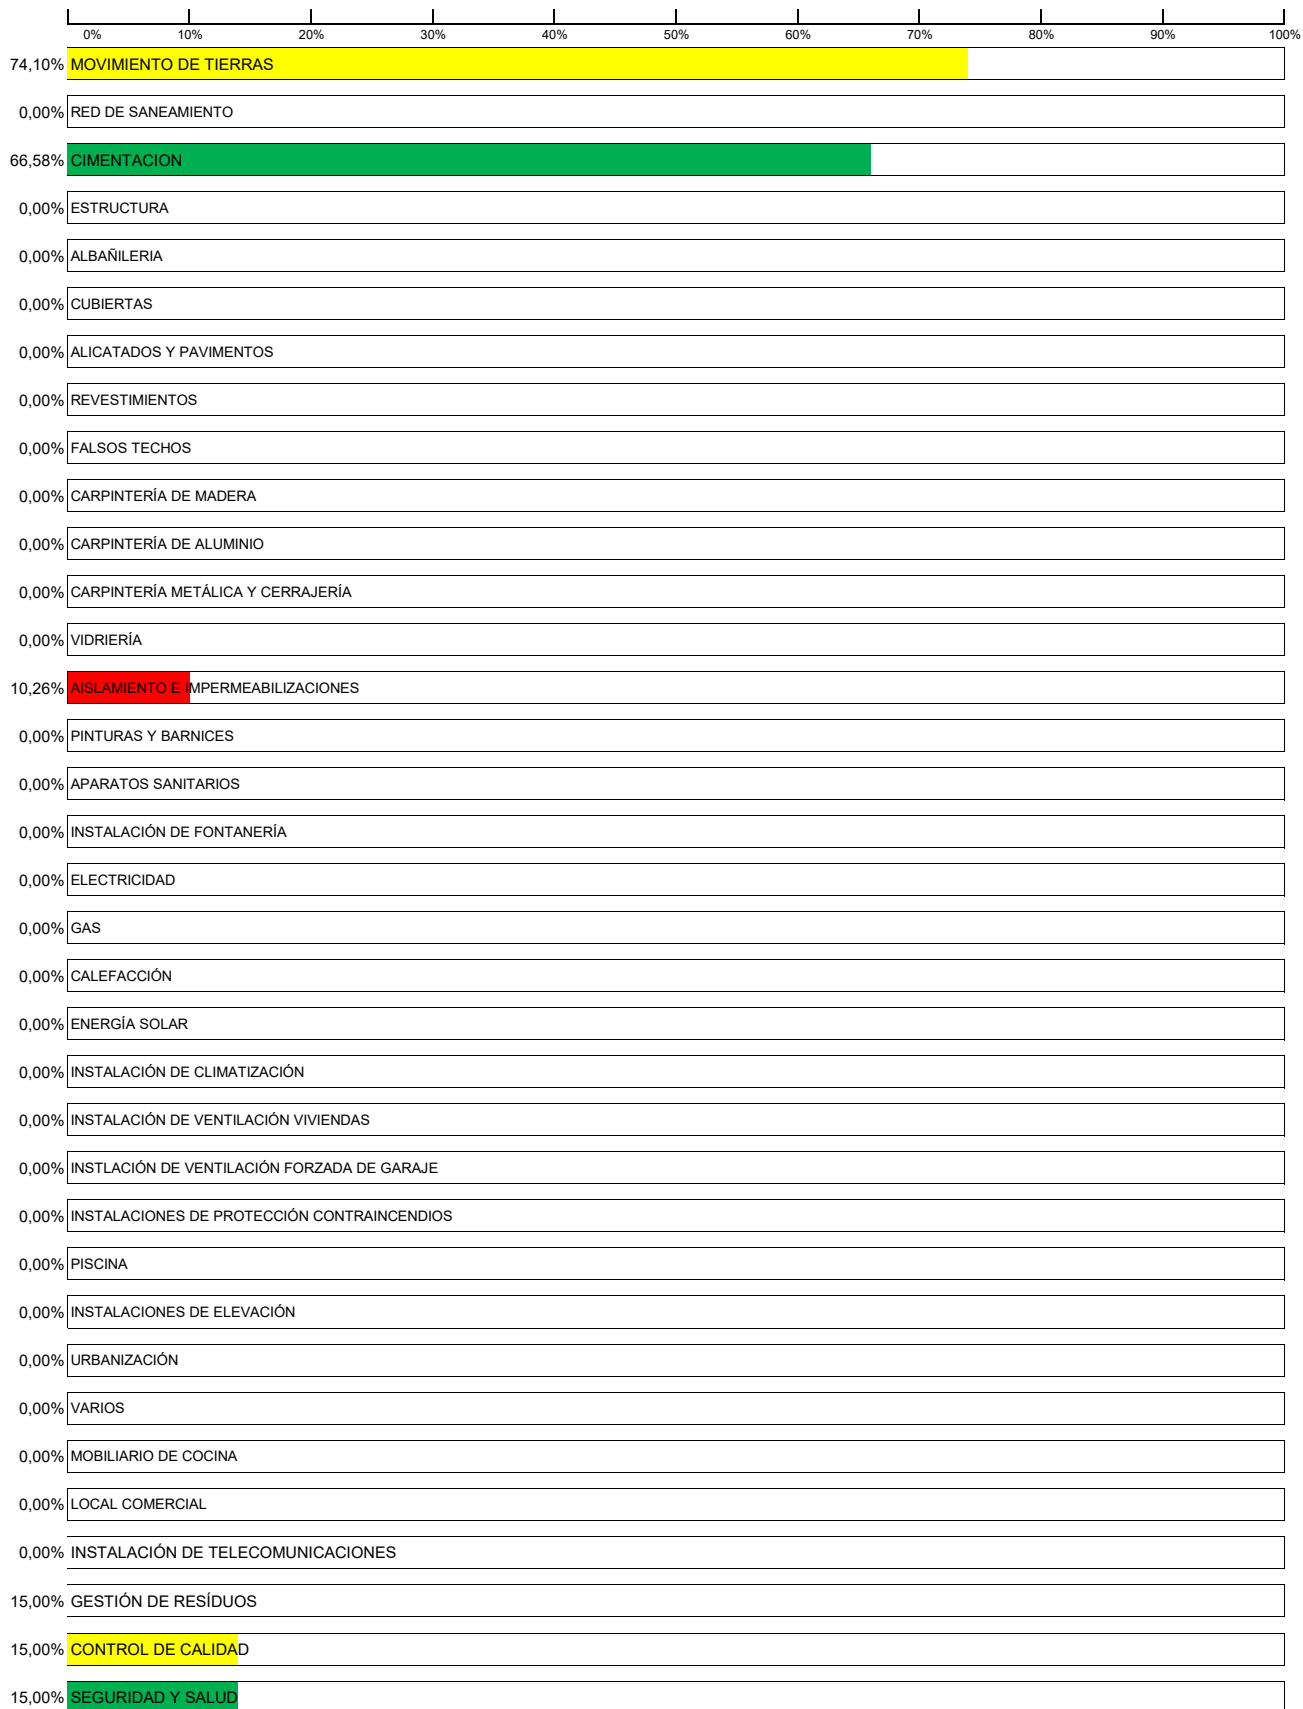 0% 10% 20% 30% 40% 50% 60% 70% 80% 90% 100%
74,10% MOVIMIENTO DE TIERRAS
0,00% RED DE SANEAMIENTO
66,58% CIMENTACION
0,00% ESTRUCTURA
0,00% ALBAÑILERIA
0,00% CUBIERTAS
0,00% ALICATADOS Y PAVIMENTOS
0,00% REVESTIMIENTOS
0,00% FALSOS TECHOS
0,00% CARPINTERÍA DE MADERA
0,00% CARPINTERÍA DE ALUMINIO
0,00% CARPINTERÍA METÁLICA Y CERRAJERÍA
0,00% VIDRIERÍA
10,26% AISLAMIENTO E IMPERMEABILIZACIONES
0,00% PINTURAS Y BARNICES
0,00% APARATOS SANITARIOS
0,00% INSTALACIÓN DE FONTANERÍA
0,00% ELECTRICIDAD
0,00% GAS
0,00% CALEFACCIÓN
0,00% ENERGÍA SOLAR
0,00% INSTALACIÓN DE CLIMATIZACIÓN
0,00% INSTALACIÓN DE VENTILACIÓN VIVIENDAS
0,00% INSTLACIÓN DE VENTILACIÓN FORZADA DE GARAJE
0,00% INSTALACIONES DE PROTECCIÓN CONTRAINCENDIOS
0,00% PISCINA
0,00% INSTALACIONES DE ELEVACIÓN
0,00% URBANIZACIÓN
0,00% VARIOS
0,00% MOBILIARIO DE COCINA
0,00% LOCAL COMERCIAL
0,00% INSTALACIÓN DE TELECOMUNICACIONES
15,00% GESTIÓN DE RESÍDUOS
15,00% CONTROL DE CALIDAD
15,00% SEGURIDAD Y SALUD